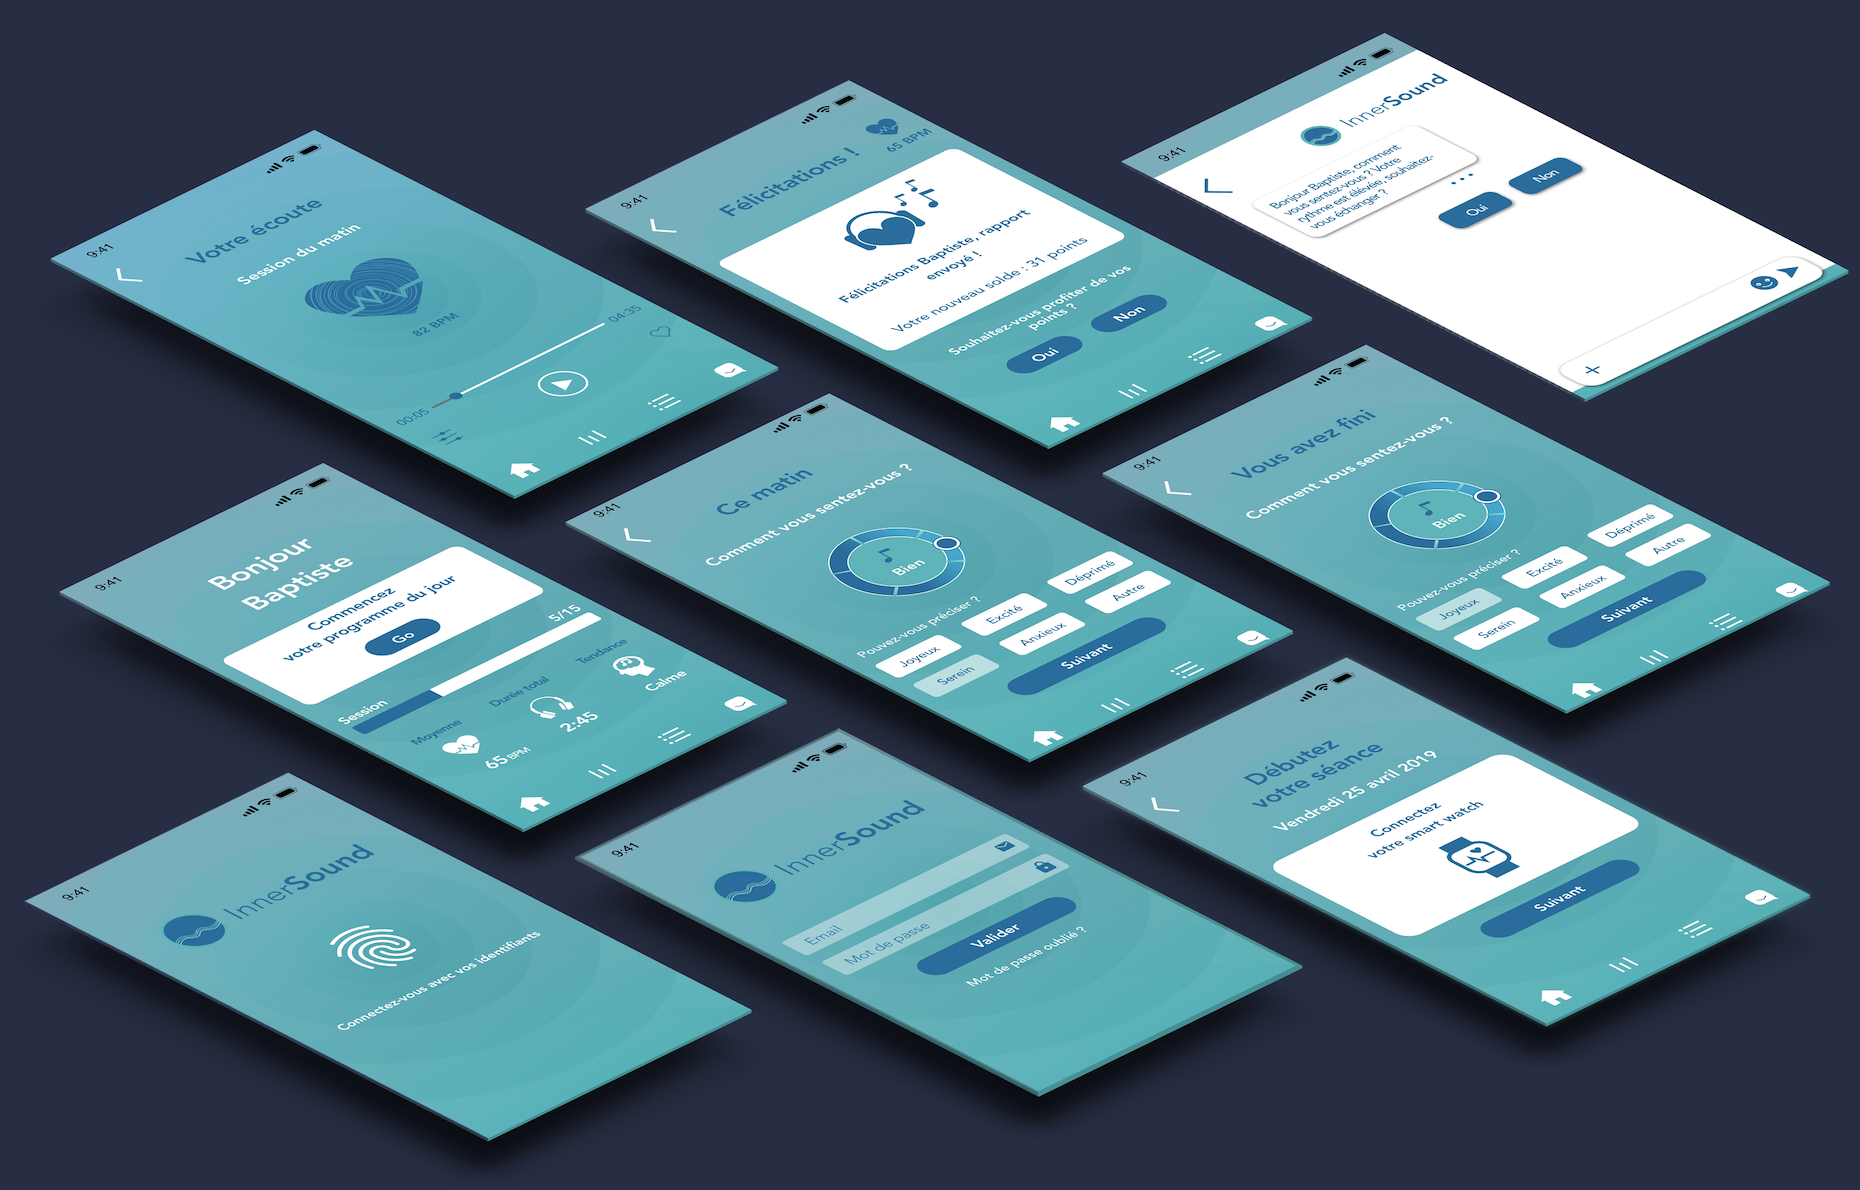 9:41
Votre écoute
Session du matin
82 BPM
00:05
04:35
9:41
65 BPM
Félicitations !
Félicitations Baptiste, rapport
envoyé !
Votre nouveau solde : 31 points
Souhaitez-vous profiter de vos
points ?
Oui
Non
9:41
InnerSound
Bonjour Baptiste, comment
vous sentez-vous ? Votre
rythme est élévée, souhaitez-
vous échanger ?
Oui
Non
9:41
Bonjour
Baptiste
Commencez
votre programme du jour
Go
Session
5/15
Moyenne
65 BPM
Durée total
2:45
Tendance
Calme
9:41
Ce matin
Comment vous sentez-vous ?
Bien
Pouvez-vous préciser ?
Joyeux
Excité
Déprimé
Serein
Anxieux
Autre
Suivant
9:41
Vous avez fini
Comment vous sentez-vous ?
Bien
Pouvez-vous préciser ?
Joyeux
Excité
Déprimé
Serein
Anxieux
Autre
Suivant
9:41
InnerSound
Connectez-vous avec vos identifiants
9:41
InnerSound
Email
Mot de passe
Valider
Mot de passe oublié ?
9:41
Débutez
votre séance
Vendredi 25 avril 2019
Connectez
votre smart watch
Suivant